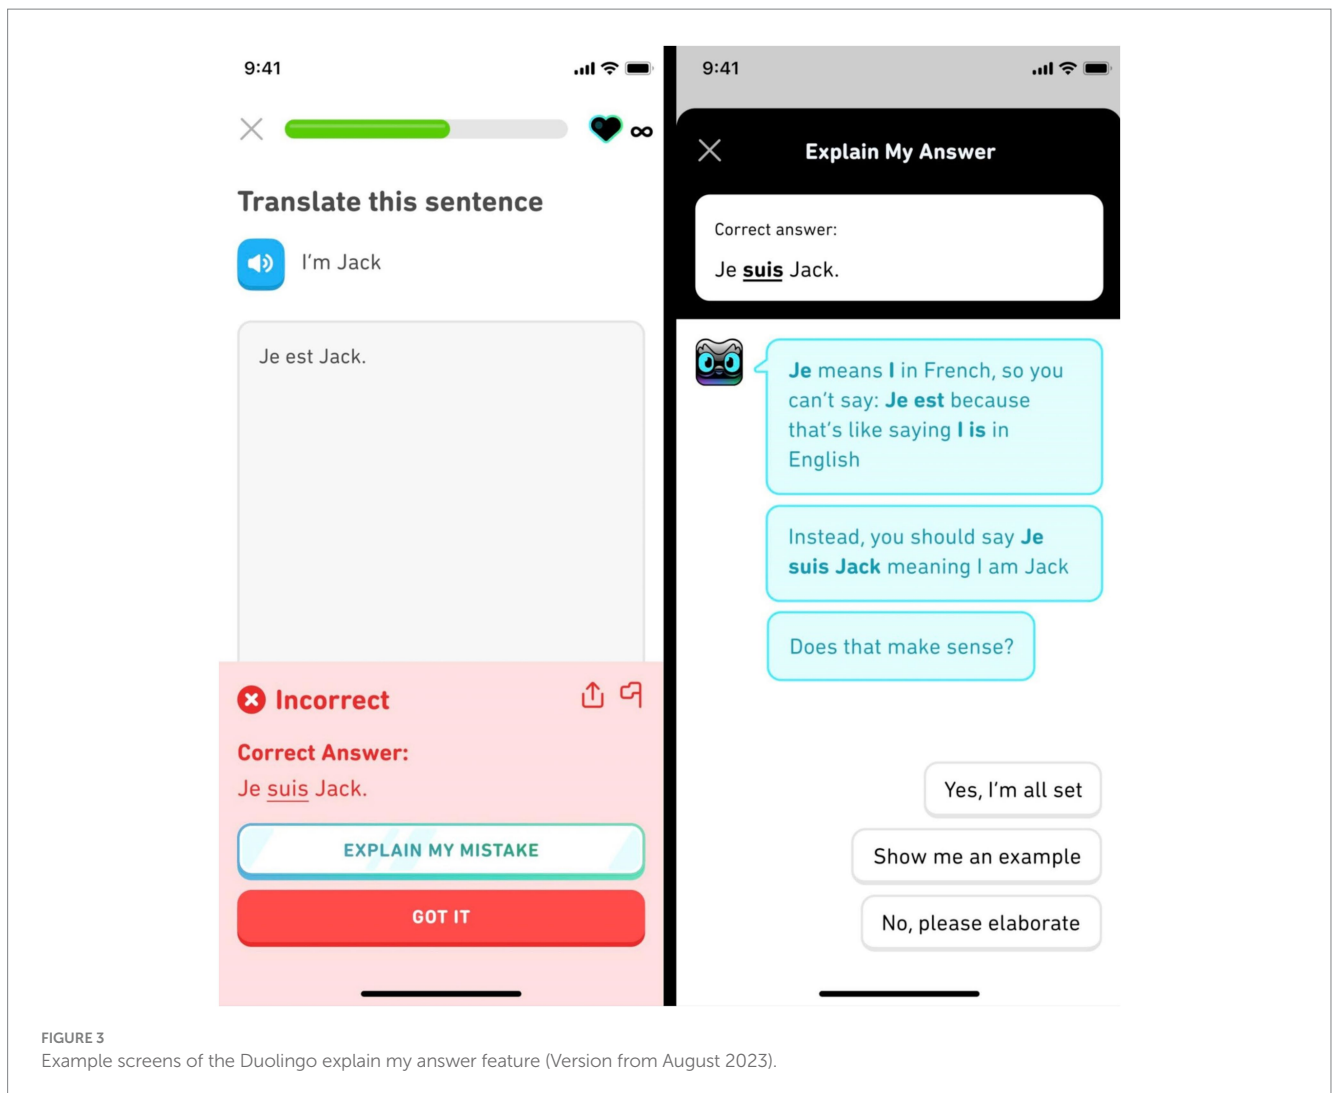 9:41
∞
Translate this sentence
I'm Jack
Je est Jack.
Incorrect
Correct Answer:
Je suis Jack.
EXPLAIN MY MISTAKE
GOT IT
9:41
Explain My Answer
Correct answer:
Je suis Jack.
Je means I in French, so you
can't say: Je est because
that's like saying I is in
English
Instead, you should say Je
suis Jack meaning I am Jack
Does that make sense?
Yes, I'm all set
Show me an example
No, please elaborate
FIGURE 3
Example screens of the Duolingo explain my answer feature (Version from August 2023).